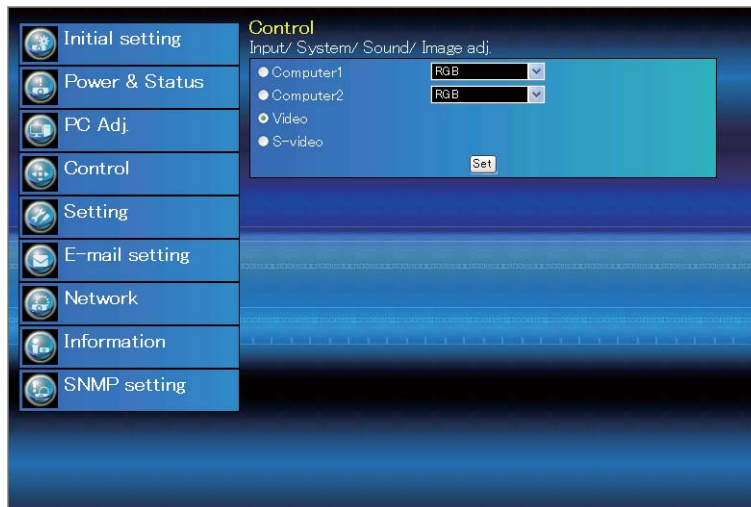 Initial setting
Power & Status
PC Adj.
Control
Setting
E-mail setting
Network
Information
SNMP setting
Control
Input/ System/ Sound/ Image adj.
Computer1 RGB
Computer2 RGB
Video
S-video
Set